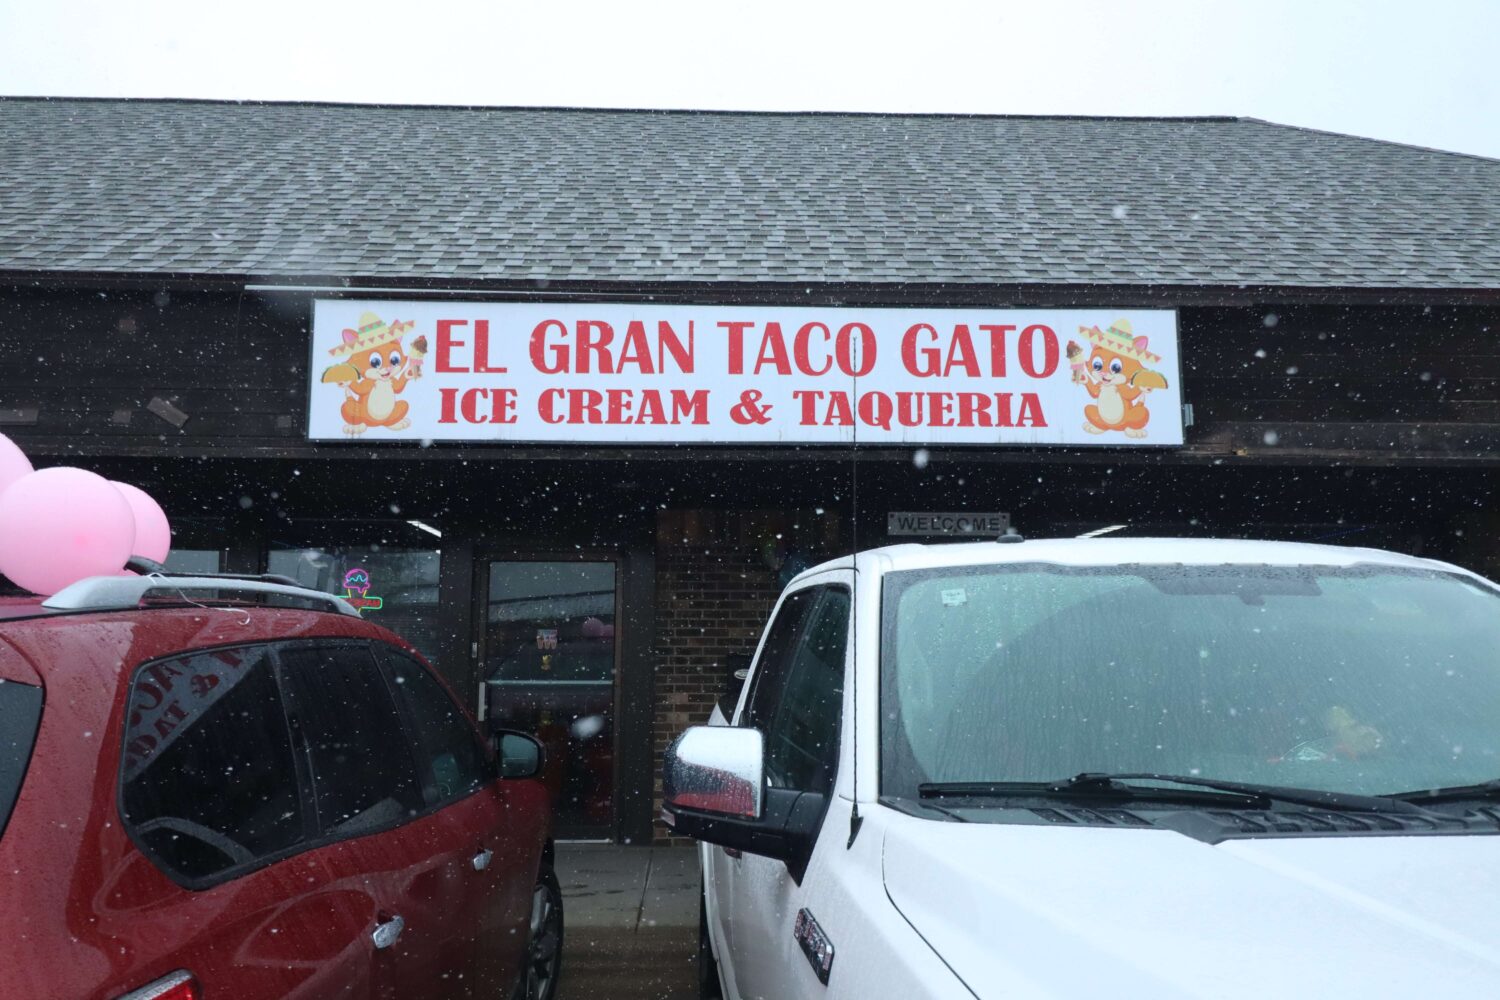 EL GRAN TACO GATO
ICE CREAM & TAQUERIA
WELCOME